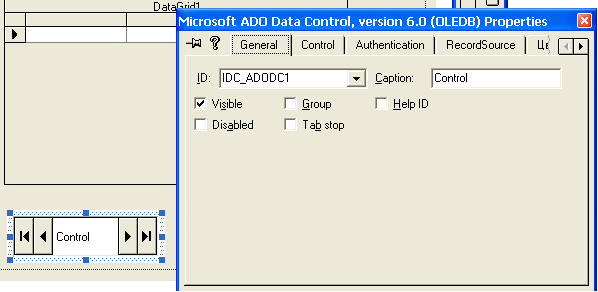 DataGrid1
Microsoft ADO Data Control, version 6.0 (OLEDB) Properties
General Control Authentication RecordSource
ID: IDC_ADODC1 Caption: Control
Visible Group Help ID
Disabled Tab stop
Control